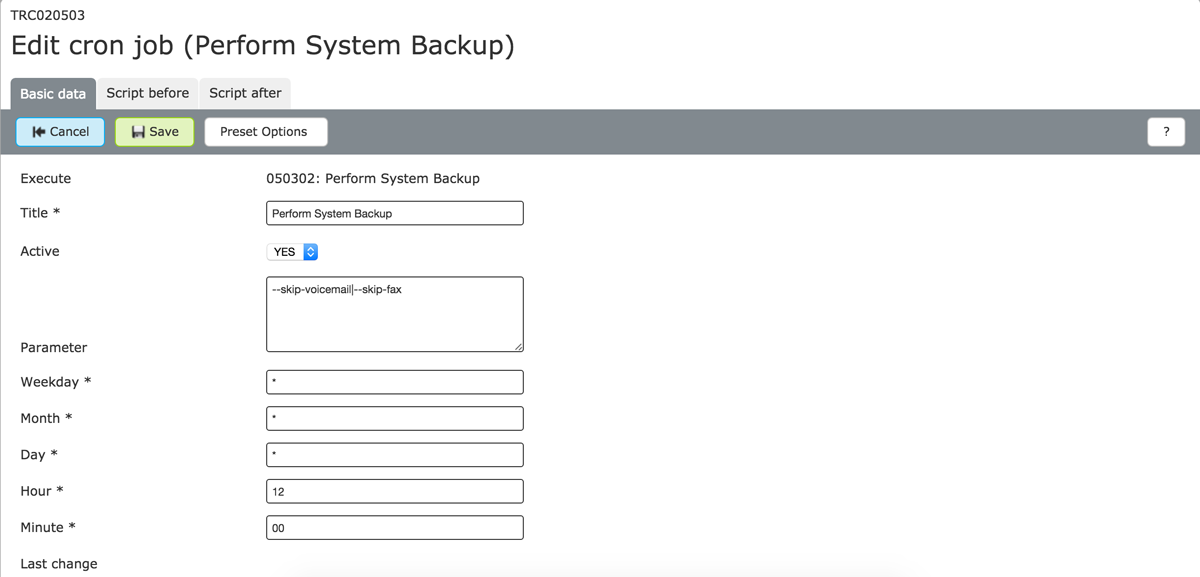 TRC020503
Edit cron job (Perform System Backup)
Basic data Script before Script after
Cancel Save Preset Options ?
Execute 050302: Perform System Backup
Title * Perform System Backup
Active YES
--skip-voicemail|--skip-fax
Parameter
Weekday * *
Month * *
Day * *
Hour * 12
Minute * 00
Last change